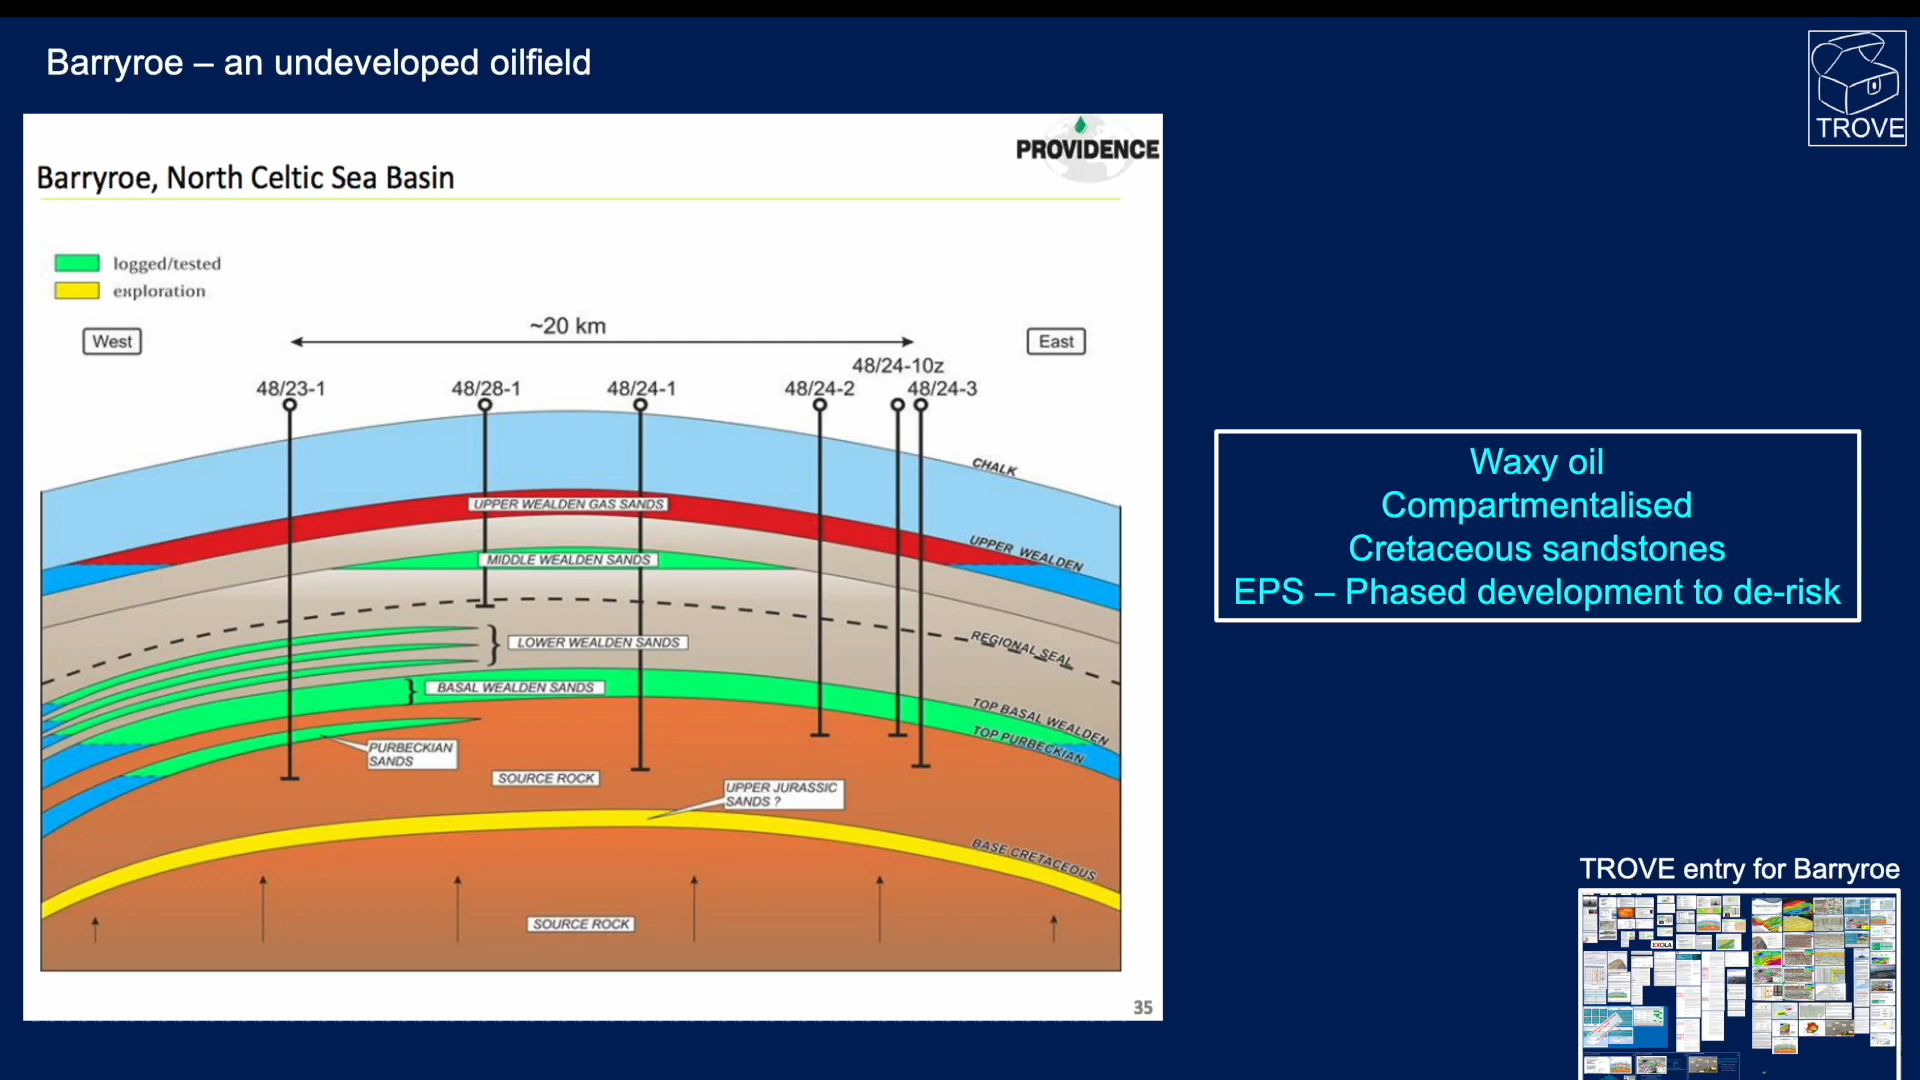 Barryroe – an undeveloped oilfield
TROVE
PROVIDENCE
Barryroe, North Celtic Sea Basin
logged/tested
exploration
~20 km
West
East
48/24-10z
48/23-1
48/28-1
48/24-1
48/24-2
48/24-3
CHALK
UPPER WEALDEN GAS SANDS
UPPER WEALDEN
MIDDLE WEALDEN SANDS
REGIONAL SEAL
LOWER WEALDEN SANDS
BASAL WEALDEN SANDS
TOP BASAL WEALDEN
TOP PURBECKIAN
PURBECKIAN
SANDS
SOURCE ROCK
UPPER JURASSIC
SANDS ?
BASE CRETACEOUS
SOURCE ROCK
35
Waxy oil
Compartmentalised
Cretaceous sandstones
EPS – Phased development to de-risk
TROVE entry for Barryroe
EXOLA